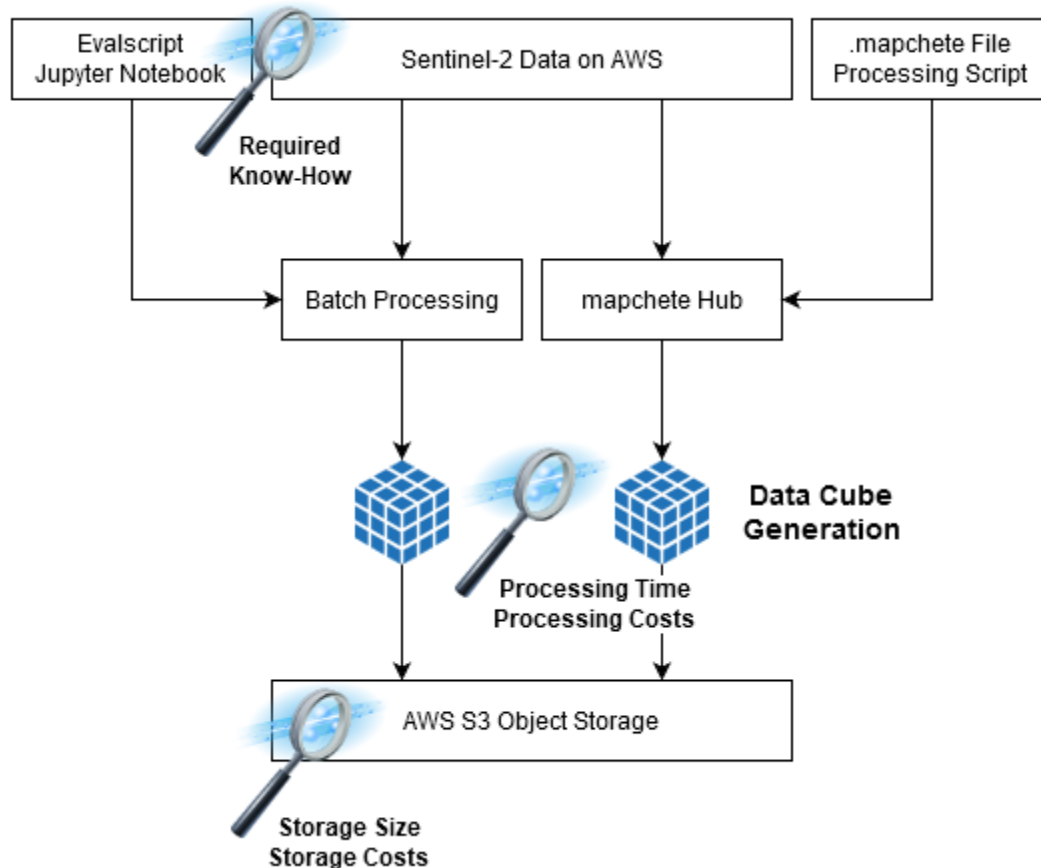 Evalscript
Jupyter Notebook
Sentinel-2 Data on AWS
.mapchete File
Processing Script
Required
Know-How
Batch Processing
mapchete Hub
Data Cube
Generation
Processing Time
Processing Costs
AWS S3 Object Storage
Storage Size
Storage Costs